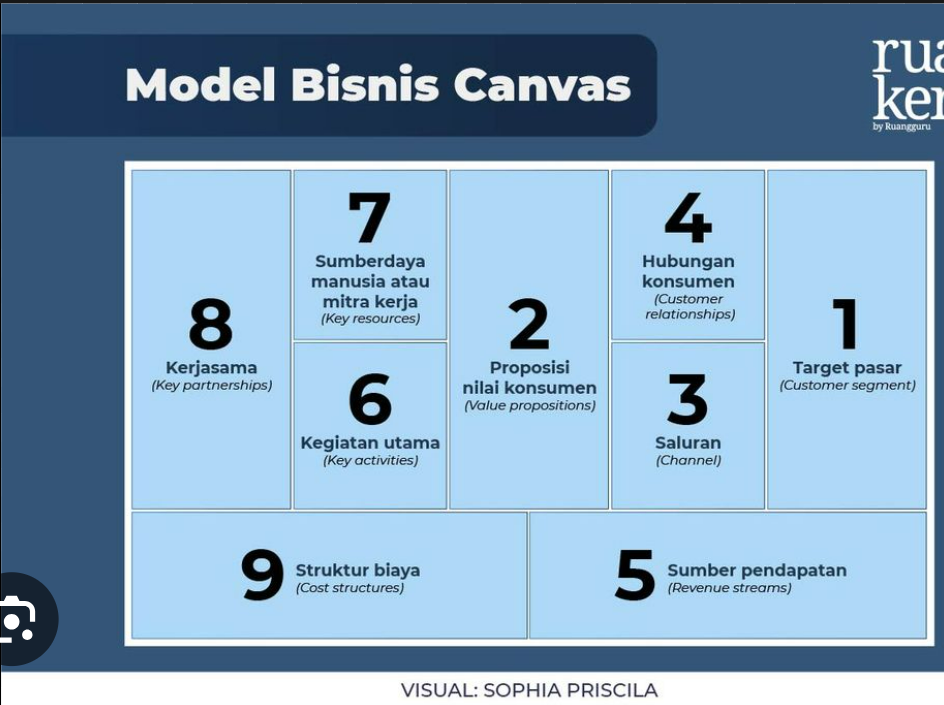 Model Bisnis Canvas
by Ruangguru
8
Kerjasama
(Key partnerships)
7
Sumberdaya
manusia atau
mitra kerja
(Key resources)
6
Kegiatan utama
(Key activities)
2
Proposisi
nilai konsumen
(Value propositions)
4
Hubungan
konsumen
(Customer
relationships)
3
Saluran
(Channel)
1
Target pasar
(Customer segment)
9
Struktur biaya
(Cost structures)
5
Sumber pendapatan
(Revenue streams)
VISUAL: SOPHIA PRISCILA